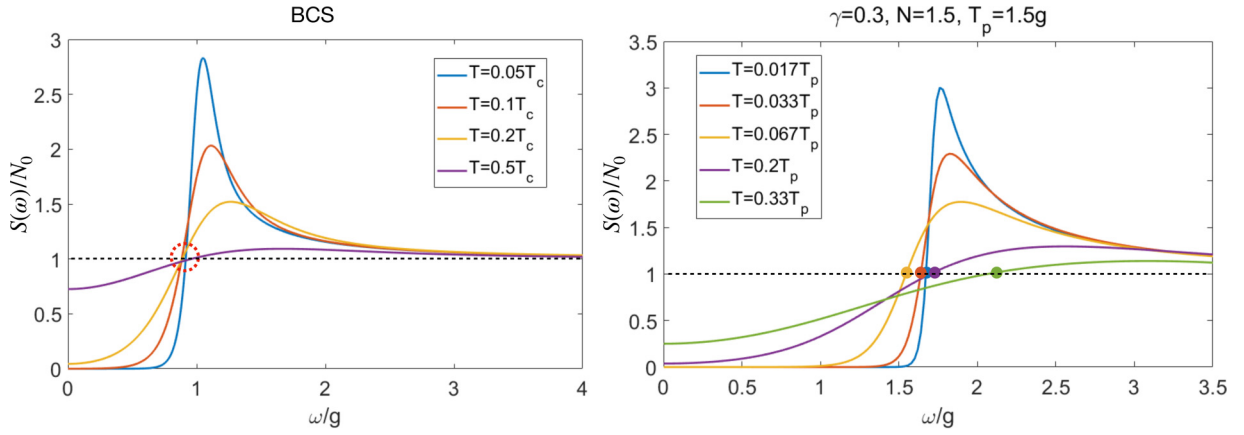 BCS
S(ω)/N₀
3
2.5
2
1.5
1
0.5
0
0
1
2
3
4
ω/g
T=0.05T_c
T=0.1T_c
T=0.2T_c
T=0.5T_c
γ=0.3, N=1.5, T_p=1.5g
S(ω)/N₀
3.5
3
2.5
2
1.5
1
0.5
0
0
0.5
1
1.5
2
2.5
3
3.5
ω/g
T=0.017T_p
T=0.033T_p
T=0.067T_p
T=0.2T_p
T=0.33T_p